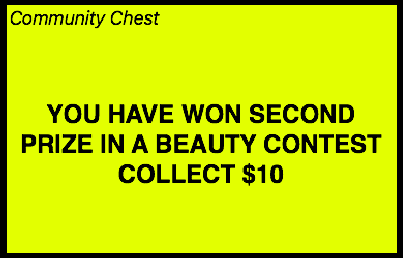 Community Chest
YOU HAVE WON SECOND
PRIZE IN A BEAUTY CONTEST
COLLECT $10